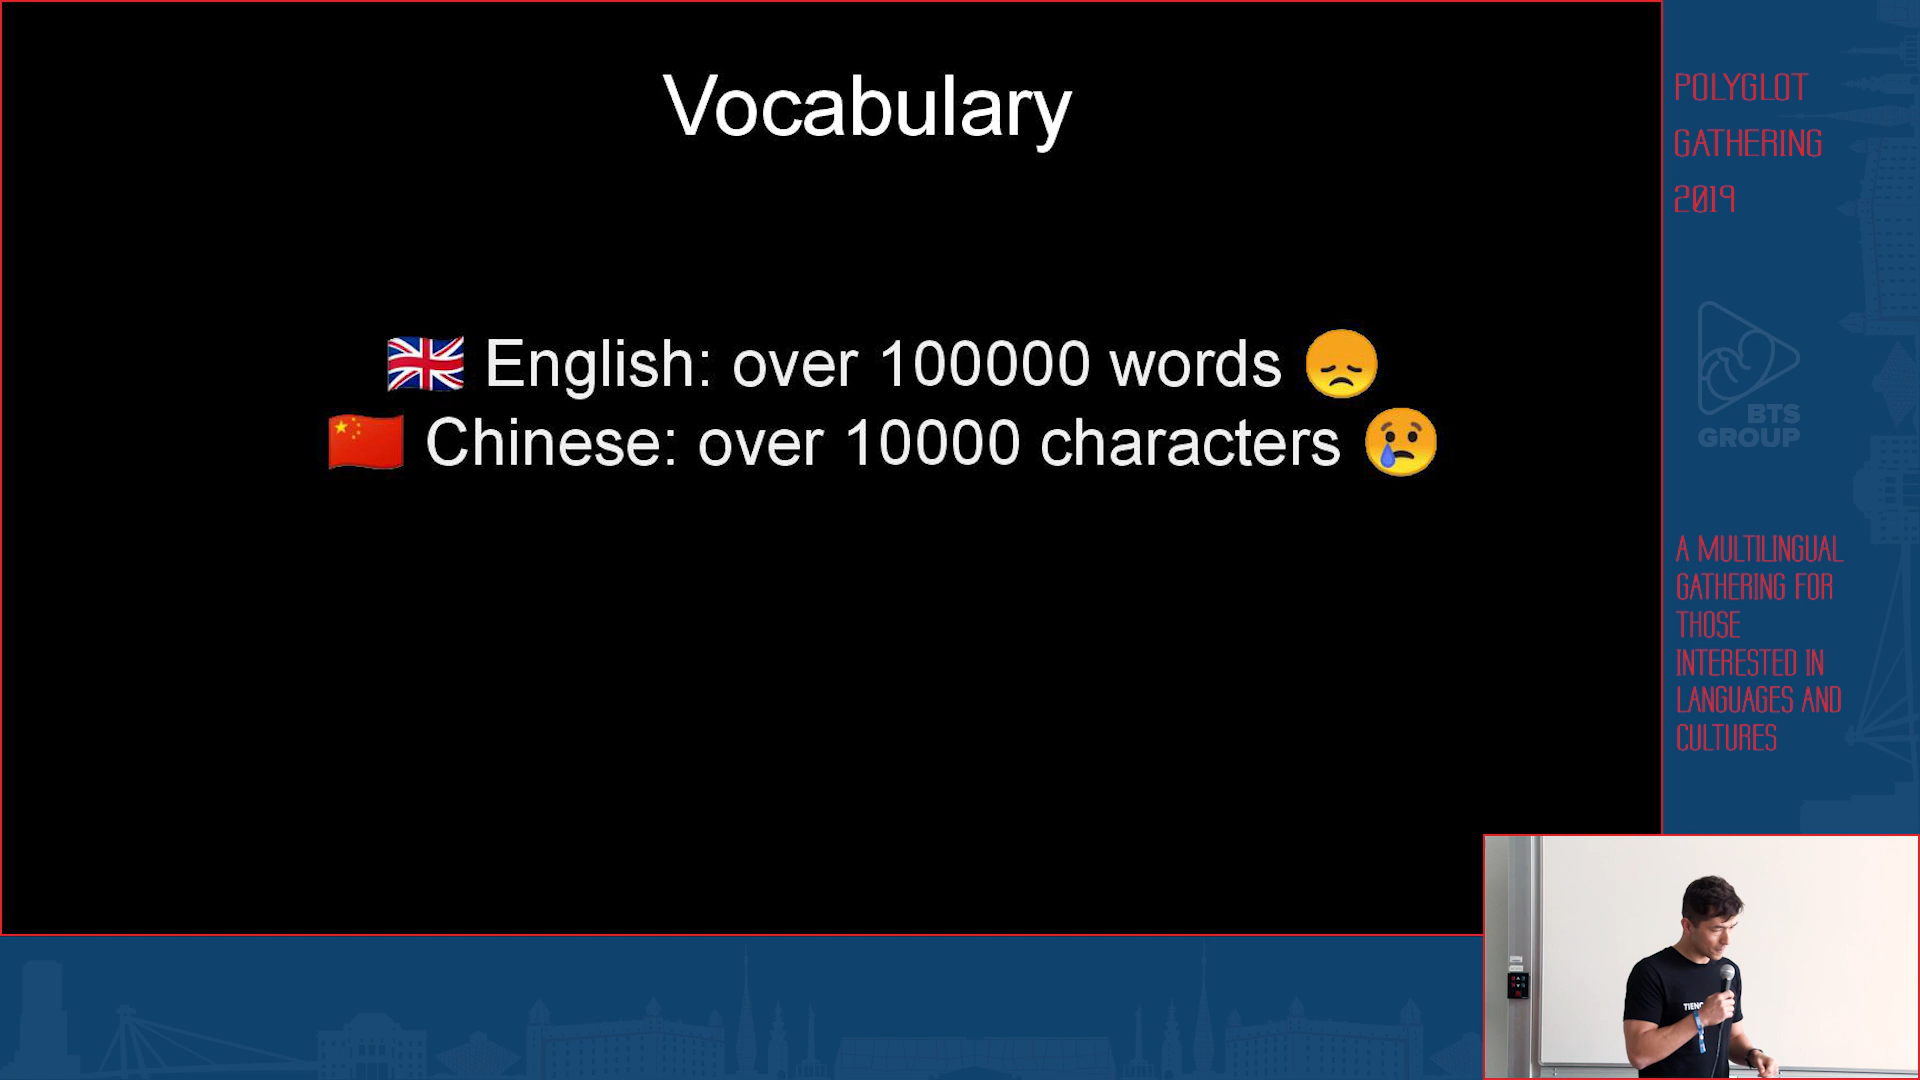 Vocabulary
🇬🇧 English: over 100000 words 😞
🇨🇳 Chinese: over 10000 characters 😢
POLYGLOT
GATHERING
2019
BTS
GROUP
A MULTILINGUAL
GATHERING FOR
THOSE
INTERESTED IN
LANGUAGES AND
CULTURES